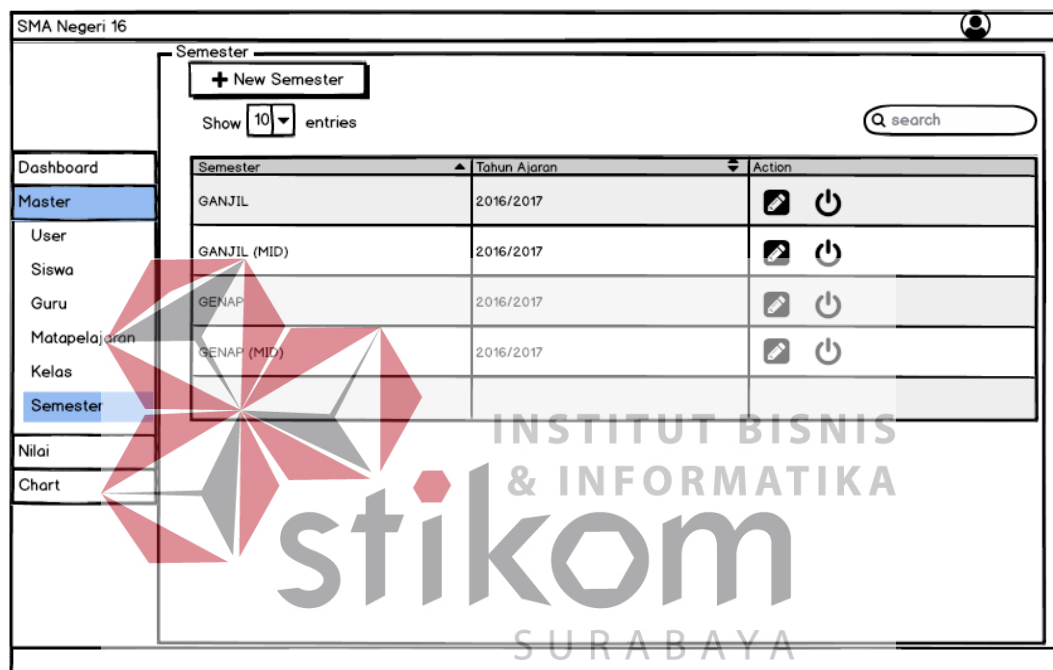 SMA Negeri 16
Semester
+ New Semester
Show 10 entries
search
Dashboard
Master
User
Siswa
Guru
Matapelajaran
Kelas
Semester
Nilai
Chart
Semester Tahun Ajaran Action
GANJIL 2016/2017
GANJIL (MID) 2016/2017
GENAP 2016/2017
GENAP (MID) 2016/2017
INSTITUT BISNIS
& INFORMATIKA
stikom
SURABAYA